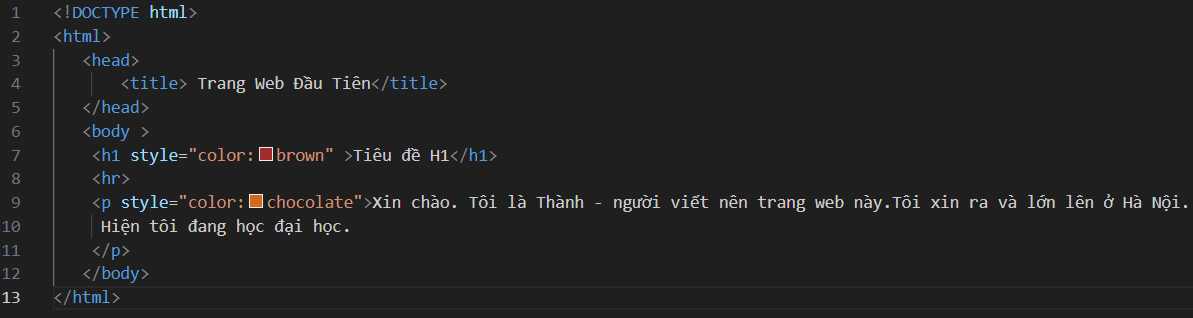 1 <!DOCTYPE html>
2 <html>
3 <head>
4 <title> Trang Web Đầu Tiên</title>
5 </head>
6 <body >
7 <h1 style="color:brown" >Tiêu đề H1</h1>
8 <hr>
9 <p style="color:chocolate">Xin chào. Tôi là Thành - người viết nên trang web này.Tôi xin ra và lớn lên ở Hà Nội.
10 Hiện tôi đang học đại học.
11 </p>
12 </body>
13 </html>